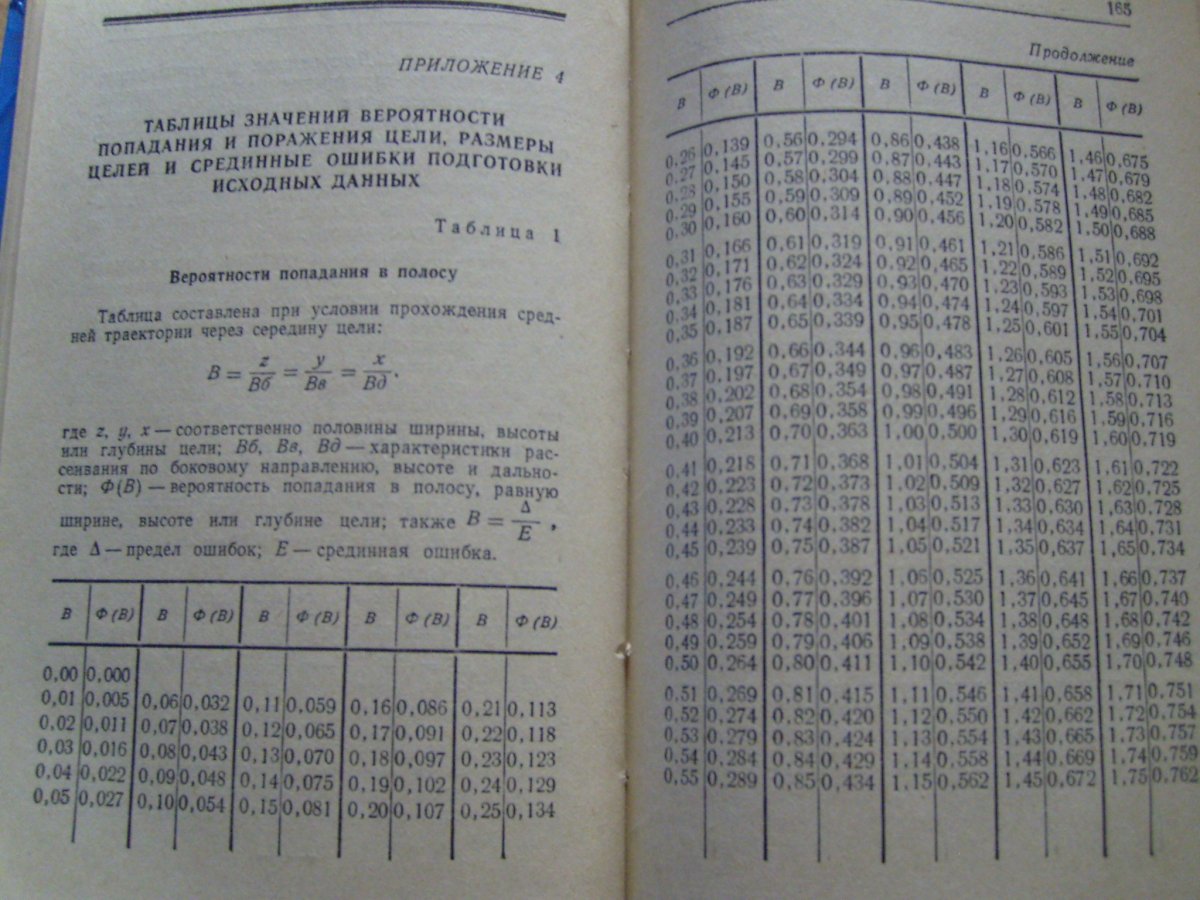 ПРИЛОЖЕНИЕ 4
ТАБЛИЦЫ ЗНАЧЕНИЙ ВЕРОЯТНОСТИ
ПОПАДАНИЯ И ПОРАЖЕНИЯ ЦЕЛИ, РАЗМЕРЫ
ЦЕЛЕЙ И СРЕДИННЫЕ ОШИБКИ ПОДГОТОВКИ
ИСХОДНЫХ ДАННЫХ
Таблица 1
Вероятности попадания в полосу
Таблица составлена при условии прохождения сред-
ней траектории через середину цели:
B = z/Вб = y/Вв = x/Вд.
где z, y, x — соответственно половины ширины, высоты
или глубины цели; Вб, Вв, Вд — характеристики рас-
сеивания по боковому направлению, высоте и дально-
сти; Ф(В) — вероятность попадания в полосу, равную
ширине, высоте или глубине цели; также B = Δ/E ,
где Δ — предел ошибок; E — срединная ошибка.
В Ф(В) В Ф(В) В Ф(В) В Ф(В) В Ф(В)
0,00 0,000
0,01 0,005 0,06 0,032 0,11 0,059 0,16 0,086 0,21 0,113
0,02 0,011 0,07 0,038 0,12 0,065 0,17 0,091 0,22 0,118
0,03 0,016 0,08 0,043 0,13 0,070 0,18 0,097 0,23 0,123
0,04 0,022 0,09 0,048 0,14 0,075 0,19 0,102 0,24 0,129
0,05 0,027 0,10 0,054 0,15 0,081 0,20 0,107 0,25 0,134
165
Продолжение
В Ф(В) В Ф(В) В Ф(В) В Ф(В) В Ф(В)
0,26 0,139 0,56 0,294 0,86 0,438 1,16 0,566 1,46 0,675
0,27 0,145 0,57 0,299 0,87 0,443 1,17 0,570 1,47 0,679
0,28 0,150 0,58 0,304 0,88 0,447 1,18 0,574 1,48 0,682
0,29 0,155 0,59 0,309 0,89 0,452 1,19 0,578 1,49 0,685
0,30 0,160 0,60 0,314 0,90 0,456 1,20 0,582 1,50 0,688
0,31 0,166 0,61 0,319 0,91 0,461 1,21 0,586 1,51 0,692
0,32 0,171 0,62 0,324 0,92 0,465 1,22 0,589 1,52 0,695
0,33 0,176 0,63 0,329 0,93 0,470 1,23 0,593 1,53 0,698
0,34 0,181 0,64 0,334 0,94 0,474 1,24 0,597 1,54 0,701
0,35 0,187 0,65 0,339 0,95 0,478 1,25 0,601 1,55 0,704
0,36 0,192 0,66 0,344 0,96 0,483 1,26 0,605 1,56 0,707
0,37 0,197 0,67 0,349 0,97 0,487 1,27 0,608 1,57 0,710
0,38 0,202 0,68 0,354 0,98 0,491 1,28 0,612 1,58 0,713
0,39 0,207 0,69 0,358 0,99 0,496 1,29 0,616 1,59 0,716
0,40 0,213 0,70 0,363 1,00 0,500 1,30 0,619 1,60 0,719
0,41 0,218 0,71 0,368 1,01 0,504 1,31 0,623 1,61 0,722
0,42 0,223 0,72 0,373 1,02 0,509 1,32 0,627 1,62 0,725
0,43 0,228 0,73 0,378 1,03 0,513 1,33 0,630 1,63 0,728
0,44 0,233 0,74 0,382 1,04 0,517 1,34 0,634 1,64 0,731
0,45 0,239 0,75 0,387 1,05 0,521 1,35 0,637 1,65 0,734
0,46 0,244 0,76 0,392 1,06 0,525 1,36 0,641 1,66 0,737
0,47 0,249 0,77 0,396 1,07 0,530 1,37 0,645 1,67 0,740
0,48 0,254 0,78 0,401 1,08 0,534 1,38 0,648 1,68 0,742
0,49 0,259 0,79 0,406 1,09 0,538 1,39 0,652 1,69 0,746
0,50 0,264 0,80 0,411 1,10 0,542 1,40 0,655 1,70 0,748
0,51 0,269 0,81 0,415 1,11 0,546 1,41 0,658 1,71 0,751
0,52 0,274 0,82 0,420 1,12 0,550 1,42 0,662 1,72 0,754
0,53 0,279 0,83 0,424 1,13 0,554 1,43 0,665 1,73 0,757
0,54 0,284 0,84 0,429 1,14 0,558 1,44 0,669 1,74 0,759
0,55 0,289 0,85 0,434 1,15 0,562 1,45 0,672 1,75 0,762